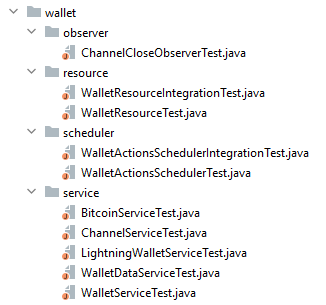 wallet
observer
ChannelCloseObserverTest.java
resource
WalletResourceIntegrationTest.java
WalletResourceTest.java
scheduler
WalletActionsSchedulerIntegrationTest.java
WalletActionsSchedulerTest.java
service
BitcoinServiceTest.java
ChannelServiceTest.java
LightningWalletServiceTest.java
WalletDataServiceTest.java
WalletServiceTest.java